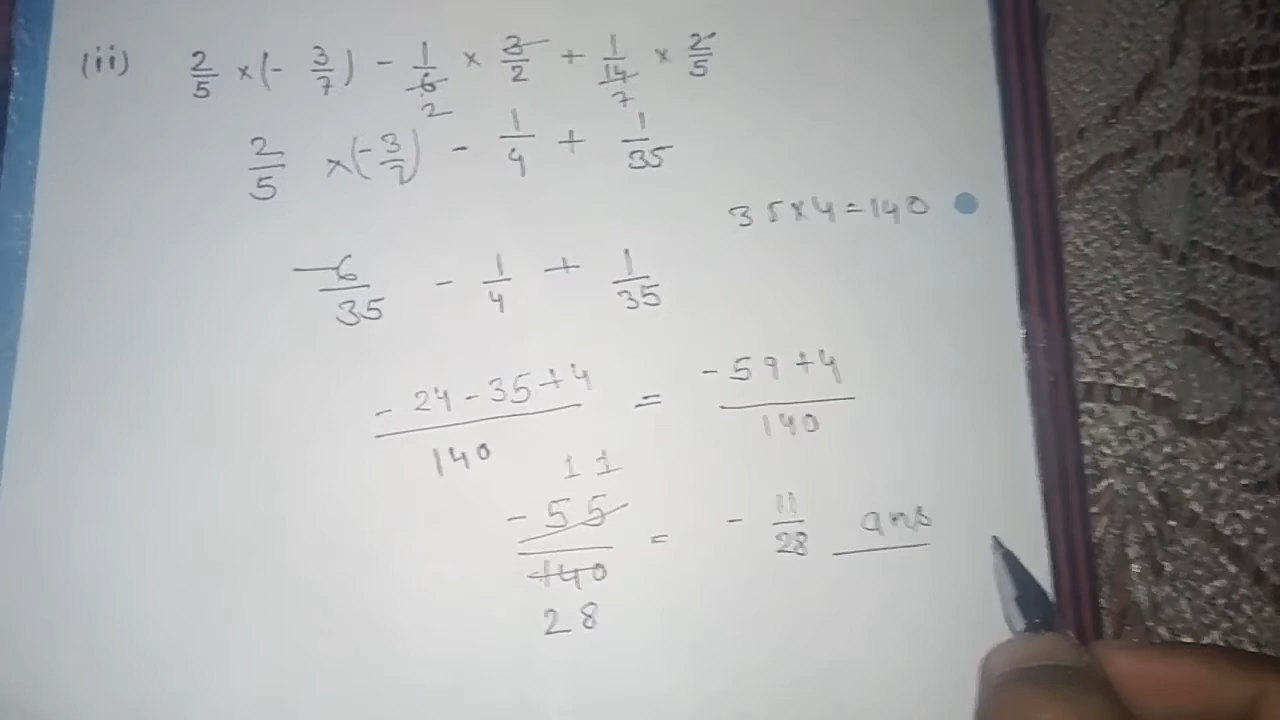 (ii) 2/5 × (- 3/7) - 1/6 × 3/2 + 1/14 × 2/5
2 7
2/5 × (-3/7) - 1/4 + 1/35
35×4=140
-6/35 - 1/4 + 1/35
-24-35+4/140 = -59+4/140
11
-55/140 = - 11/28 ans
28